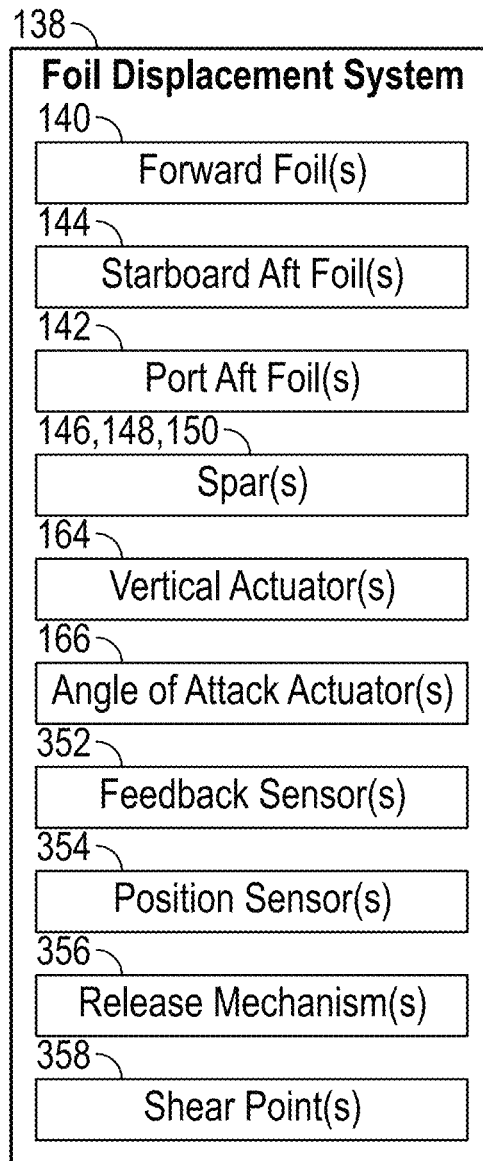 138
Foil Displacement System
140
Forward Foil(s)
144
Starboard Aft Foil(s)
142
Port Aft Foil(s)
146,148,150
Spar(s)
164
Vertical Actuator(s)
166
Angle of Attack Actuator(s)
352
Feedback Sensor(s)
354
Position Sensor(s)
356
Release Mechanism(s)
358
Shear Point(s)